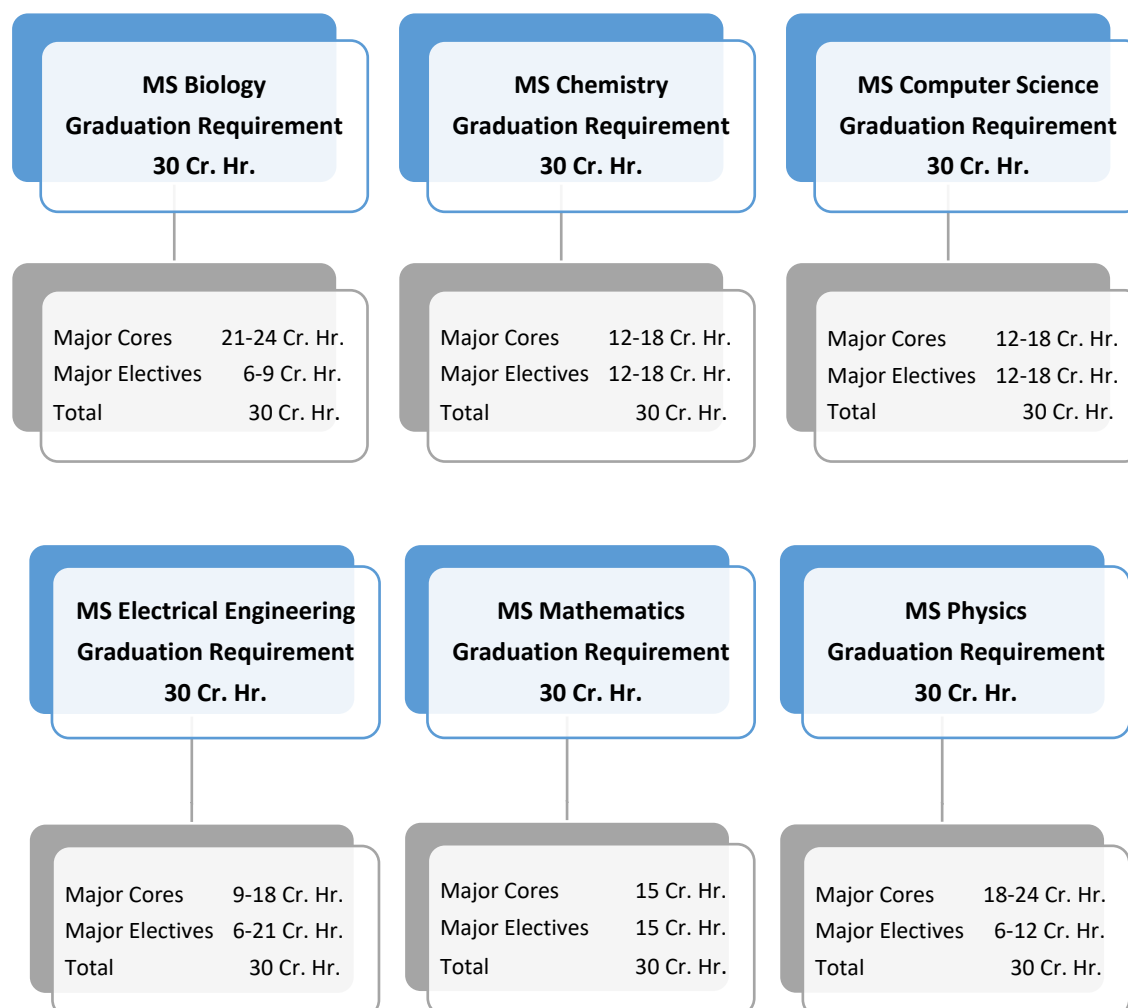 MS Biology
Graduation Requirement
30 Cr. Hr.
MS Chemistry
Graduation Requirement
30 Cr. Hr.
MS Computer Science
Graduation Requirement
30 Cr. Hr.
Major Cores 21-24 Cr. Hr.
Major Electives 6-9 Cr. Hr.
Total 30 Cr. Hr.
Major Cores 12-18 Cr. Hr.
Major Electives 12-18 Cr. Hr.
Total 30 Cr. Hr.
Major Cores 12-18 Cr. Hr.
Major Electives 12-18 Cr. Hr.
Total 30 Cr. Hr.
MS Electrical Engineering
Graduation Requirement
30 Cr. Hr.
MS Mathematics
Graduation Requirement
30 Cr. Hr.
MS Physics
Graduation Requirement
30 Cr. Hr.
Major Cores 9-18 Cr. Hr.
Major Electives 6-21 Cr. Hr.
Total 30 Cr. Hr.
Major Cores 15 Cr. Hr.
Major Electives 15 Cr. Hr.
Total 30 Cr. Hr.
Major Cores 18-24 Cr. Hr.
Major Electives 6-12 Cr. Hr.
Total 30 Cr. Hr.